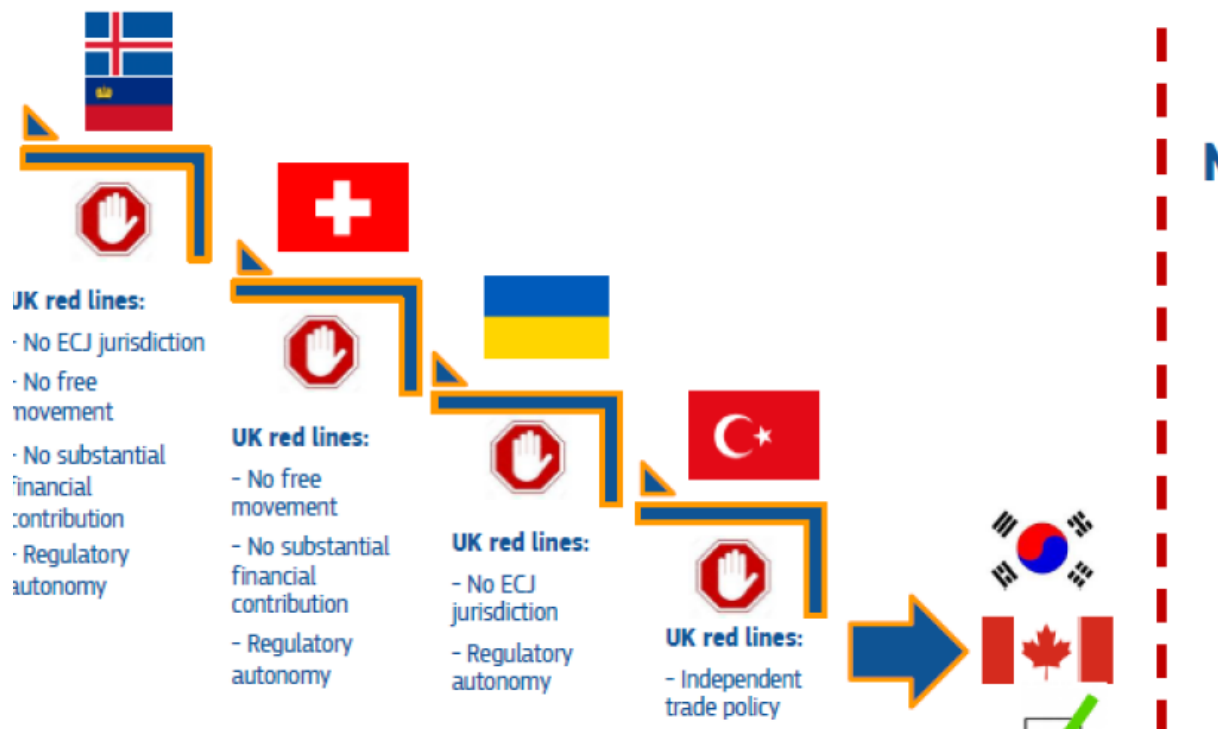 UK red lines:
- No ECJ jurisdiction
- No free
movement
- No substantial
financial
contribution
- Regulatory
autonomy
UK red lines:
- No free
movement
- No substantial
financial
contribution
- Regulatory
autonomy
UK red lines:
- No ECJ
jurisdiction
- Regulatory
autonomy
UK red lines:
- Independent
trade policy